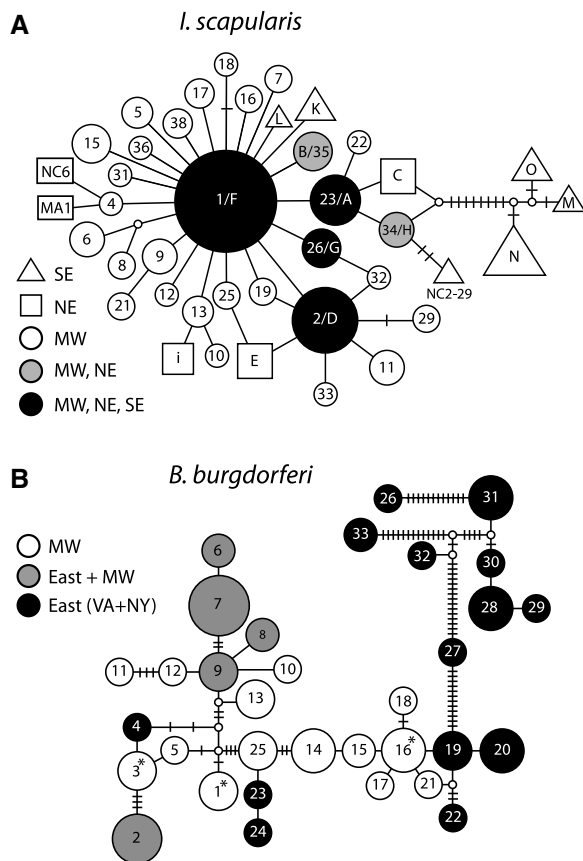 A
I. scapularis
18
7
17
16
K
5
38
L
15
36
B/35
22
NC6
31
1/F
C
O
4
23/A
MA1
M
34/H
6
9
26/G
N
8
32
NC2-29
SE
12
25
19
21
13
2/D
29
NE
i
10
E
11
MW
33
MW, NE
MW, NE, SE
B
B. burgdorferi
26
31
MW
33
6
East + MW
32
30
7
East (VA+NY)
28
29
8
27
11
12
9
10
13
18
4
5
25
14
15
16*
19
20
3*
1*
17
21
23
22
2
24